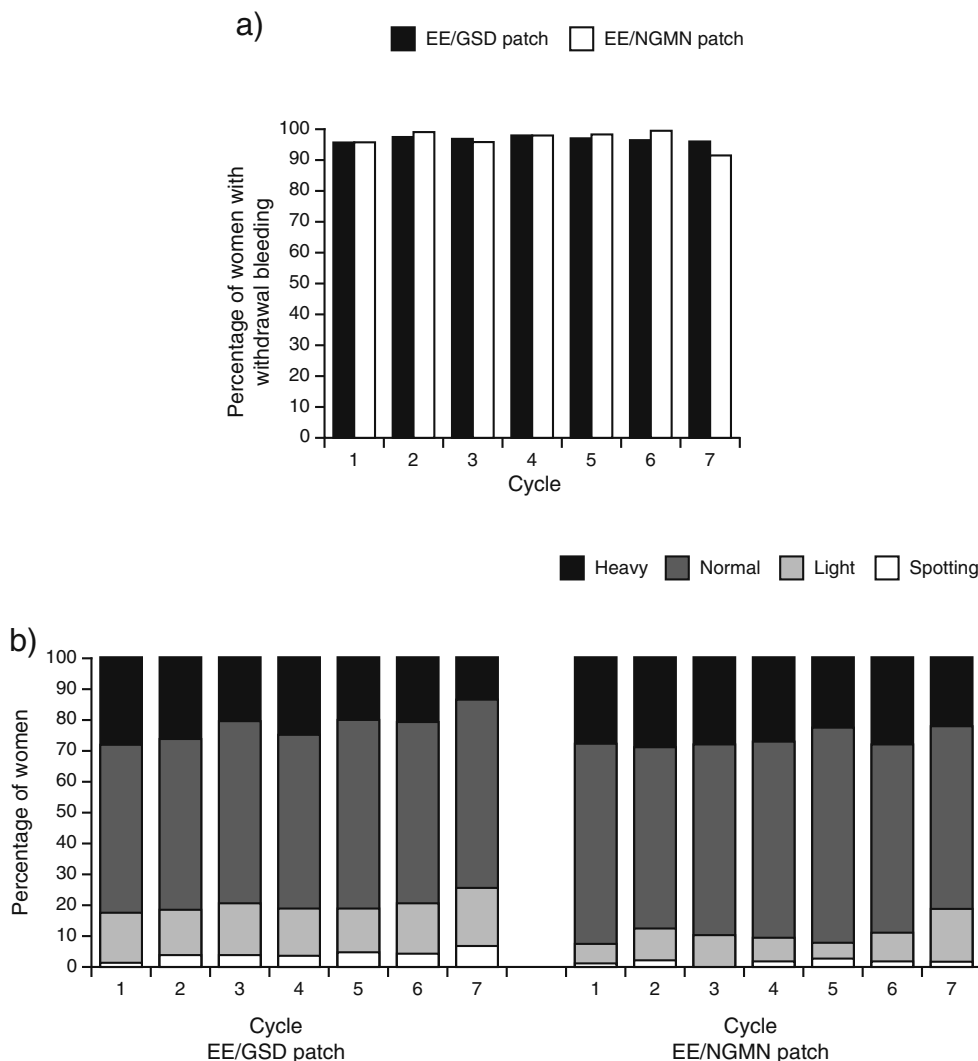 a)
EE/GSD patch EE/NGMN patch
Percentage of women with
withdrawal bleeding
100
90
80
70
60
50
40
30
20
10
0
1 2 3 4 5 6 7
Cycle
Heavy Normal Light Spotting
b)
Percentage of women
100
90
80
70
60
50
40
30
20
10
0
1 2 3 4 5 6 7 1 2 3 4 5 6 7
Cycle Cycle
EE/GSD patch EE/NGMN patch